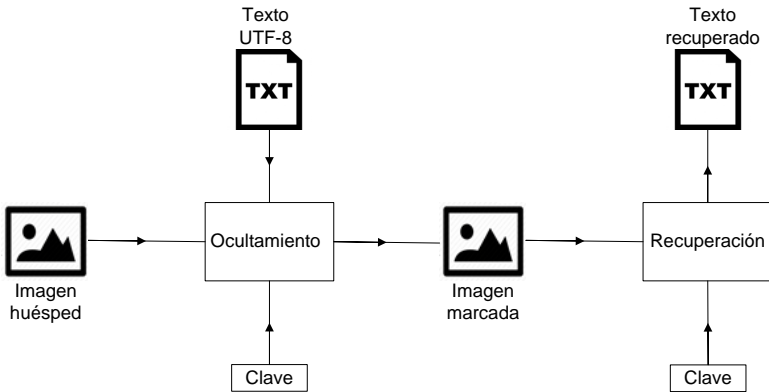 Texto
UTF-8
TXT
Texto
recuperado
TXT
Ocultamiento
Recuperación
Imagen
huésped
Imagen
marcada
Clave
Clave